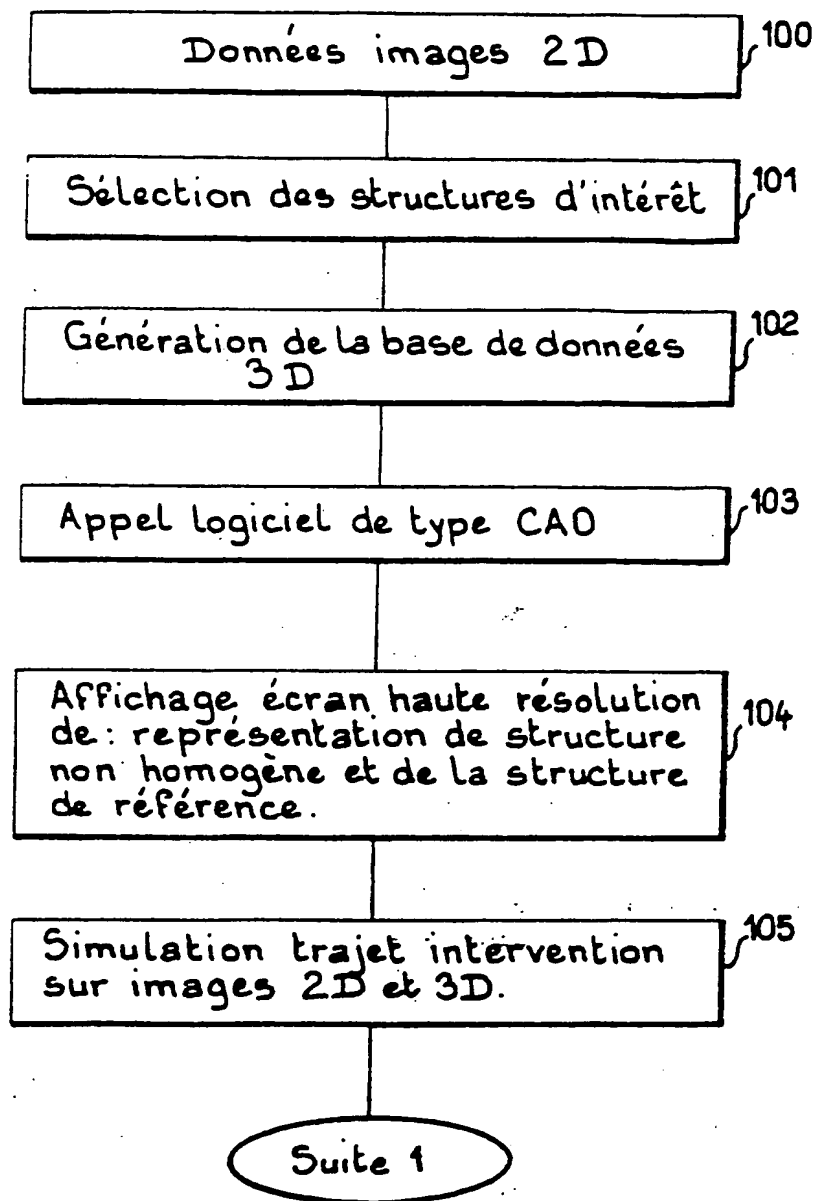 Données images 2D
100
Sélection des structures d'intérêt
101
Génération de la base de données
3D
102
Appel logiciel de type CAO
103
Affichage écran haute résolution
de: représentation de structure
non homogène et de la structure
de référence.
104
Simulation trajet intervention
sur images 2D et 3D.
105
Suite 1